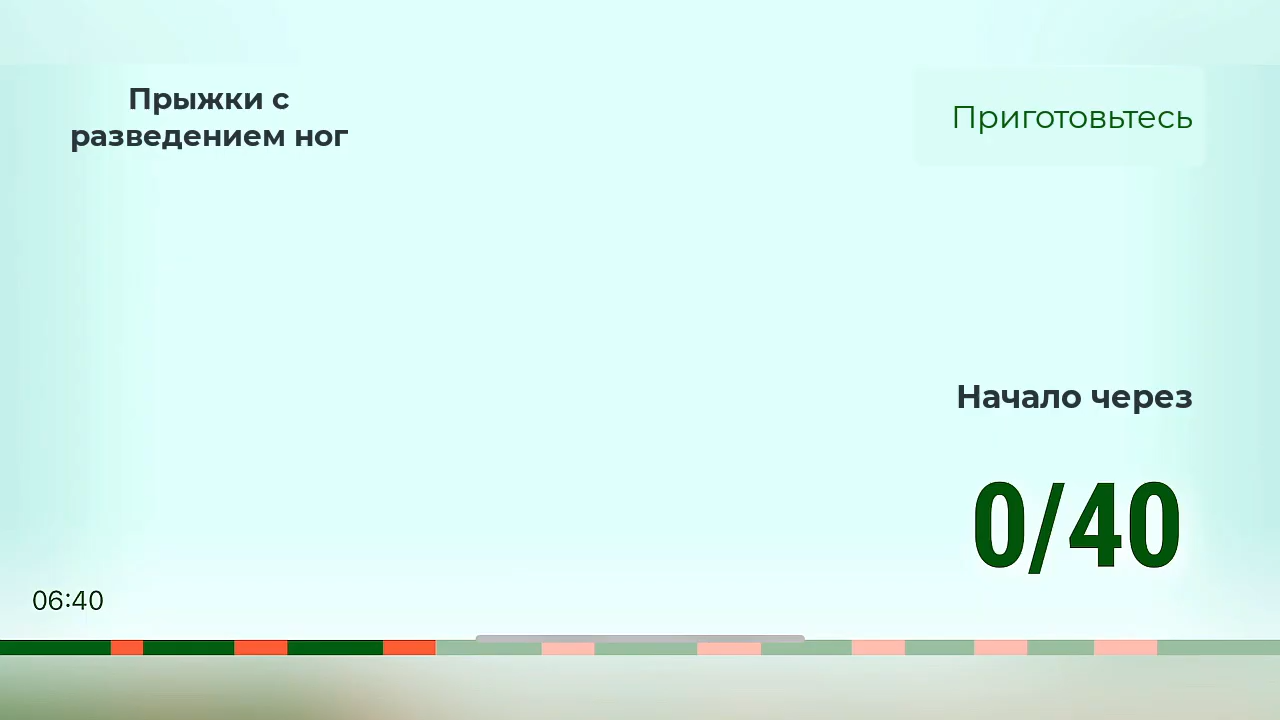 Прыжки с
разведением ног
Приготовьтесь
Начало через
0/40
06:40